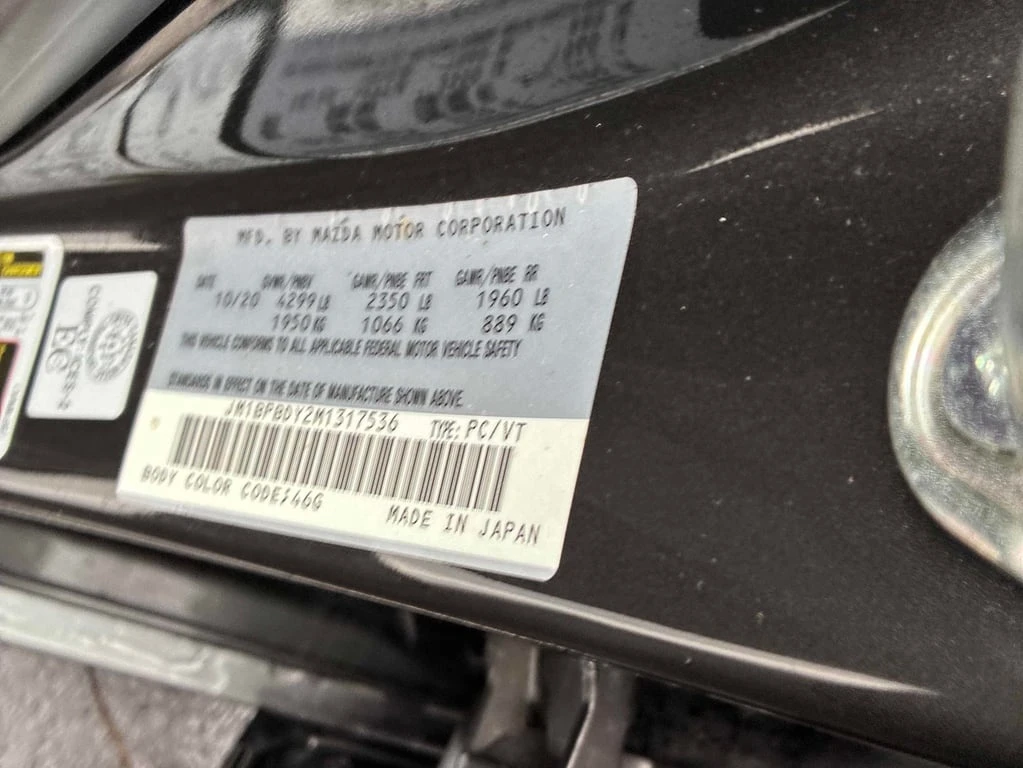 MFD. BY MAZDA MOTOR CORPORATION
DATE GVWR/PNBV GAWR/PNBE FRT GAWR/PNBE RR
10/20 4299 LB 2350 LB 1960 LB
1950 KG 1066 KG 889 KG
THIS VEHICLE CONFORMS TO ALL APPLICABLE FEDERAL MOTOR VEHICLE SAFETY
STANDARDS IN EFFECT ON THE DATE OF MANUFACTURE SHOWN ABOVE.
JM1BPBDY2M1317536 TYPE: PC/VT
BODY COLOR CODE:46G
MADE IN JAPAN